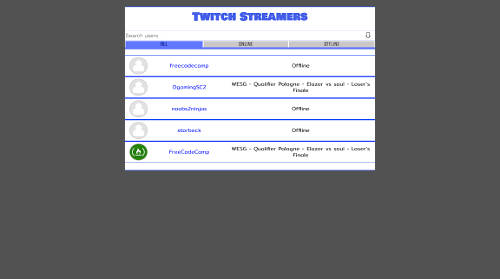 Twitch Streamers
Search users
ALL ONLINE OFFLINE
freecodecamp Offline
OgamingSC2 WESG - Qualifier Pologne - Elazer vs soul - Loser's
Finale
noobs2ninjas Offline
storbeck Offline
FreeCodeCamp WESG - Qualifier Pologne - Elazer vs soul - Loser's
Finale